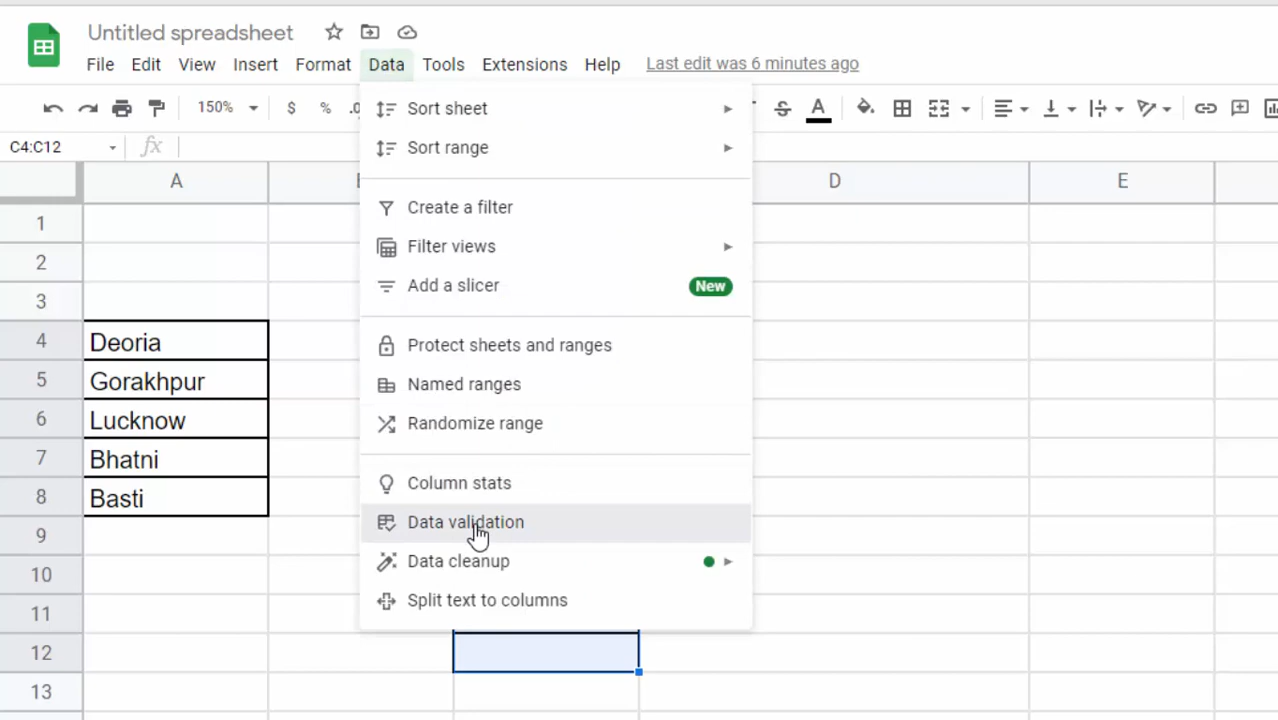 Untitled spreadsheet
File Edit View Insert Format Data Tools Extensions Help Last edit was 6 minutes ago
150% $ % .0 A
C4:C12 fx
A D E
1
2
3
4 Deoria
5 Gorakhpur
6 Lucknow
7 Bhatni
8 Basti
9
10
11
12
13
Sort sheet
Sort range
Create a filter
Filter views
Add a slicer New
Protect sheets and ranges
Named ranges
Randomize range
Column stats
Data validation
Data cleanup
Split text to columns